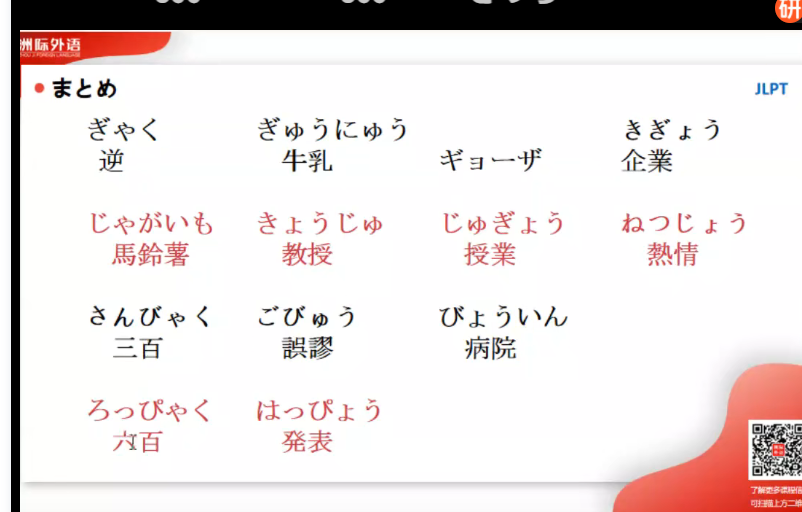 研
洲际外语
まとめ
JLPT
ぎゃく ぎゅうにゅう きぎょう
逆 牛乳 ギョーザ 企業
じゃがいも きょうじゅ じゅぎょう ねつじょう
馬鈴薯 教授 授業 熱情
さんびゃく ごびゅう びょういん
三百 誤謬 病院
ろっぴゃく はっぴょう
六百 発表